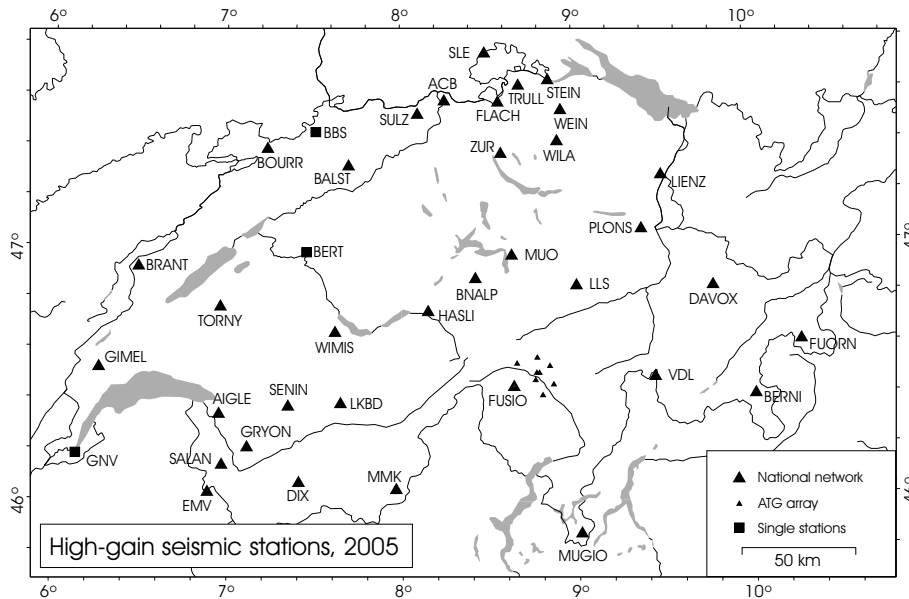 6° 7° 8° 9° 10°
SLE
ACB
TRULL
STEIN
SULZ
FLACH
WEIN
BBS
BOURR
ZUR
WILA
BALST
LIENZ
PLONS
47° 47°
BERT
MUO
BRANT
BNALP
LLS
DAVOX
TORNY
HASLI
WIMIS
FUORN
GIMEL
VDL
SENIN
LKBD
FUSIO
BERNI
AIGLE
GRYON
GNV
SALAN
MMK
National network
DIX
46° 46°
EMV
ATG array
Single stations
High-gain seismic stations, 2005
MUGIO
50 km
6° 7° 8° 9° 10°